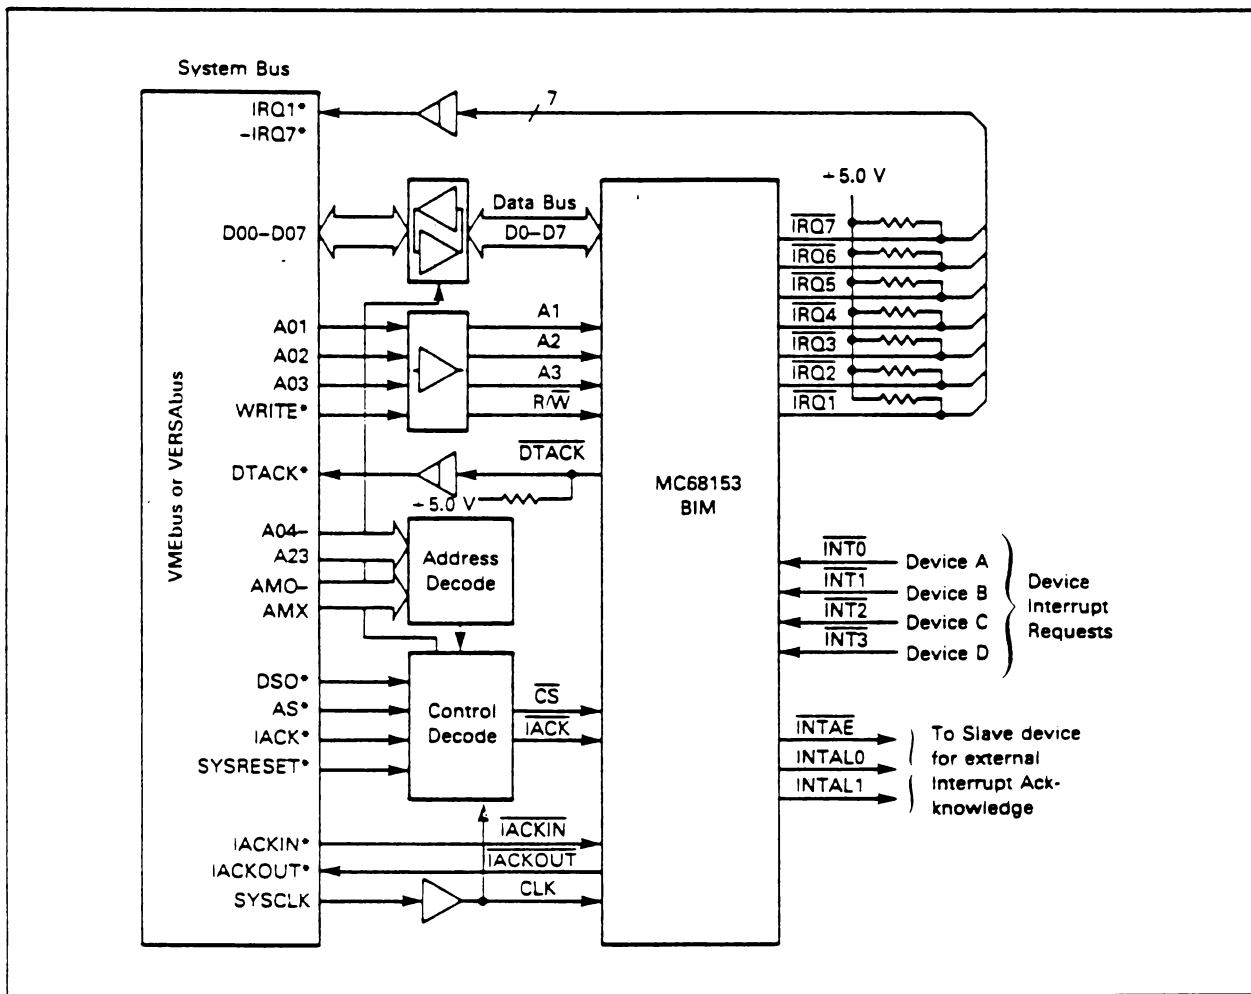 System Bus
IRQ1*
-IRQ7*
7
+5.0 V
Data Bus
D00-D07
D0-D7
IRQ7
IRQ6
IRQ5
IRQ4
IRQ3
IRQ2
IRQ1
A01
A1
A02
A2
A03
A3
WRITE*
R/W
VMEbus or VERSAbus
DTACK*
DTACK
+5.0 V
MC68153
BIM
A04-
A23
AM0-
AMX
Address
Decode
INT0
Device A
INT1
Device B
INT2
Device C
INT3
Device D
Device
Interrupt
Requests
DS0*
AS*
IACK*
SYSRESET*
Control
Decode
CS
IACK
INTAE
INTAL0
INTAL1
To Slave device
for external
Interrupt Ack-
knowledge
IACKIN*
IACKIN
IACKOUT*
IACKOUT
SYSCLK
CLK